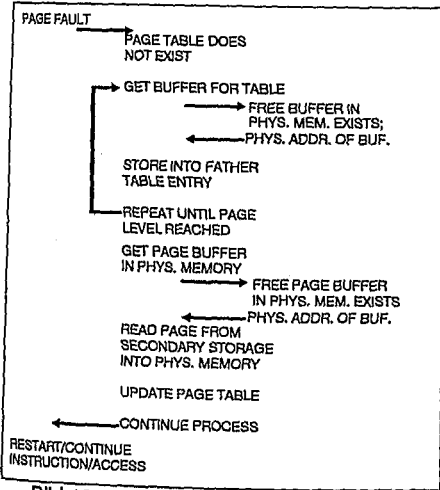 PAGE FAULT
PAGE TABLE DOES
NOT EXIST
GET BUFFER FOR TABLE
FREE BUFFER IN
PHYS. MEM. EXISTS;
PHYS. ADDR. OF BUF.
STORE INTO FATHER
TABLE ENTRY
REPEAT UNTIL PAGE
LEVEL REACHED
GET PAGE BUFFER
IN PHYS. MEMORY
FREE PAGE BUFFER
IN PHYS. MEM. EXISTS
PHYS. ADDR. OF BUF.
READ PAGE FROM
SECONDARY STORAGE
INTO PHYS. MEMORY
UPDATE PAGE TABLE
CONTINUE PROCESS
RESTART/CONTINUE
INSTRUCTION/ACCESS